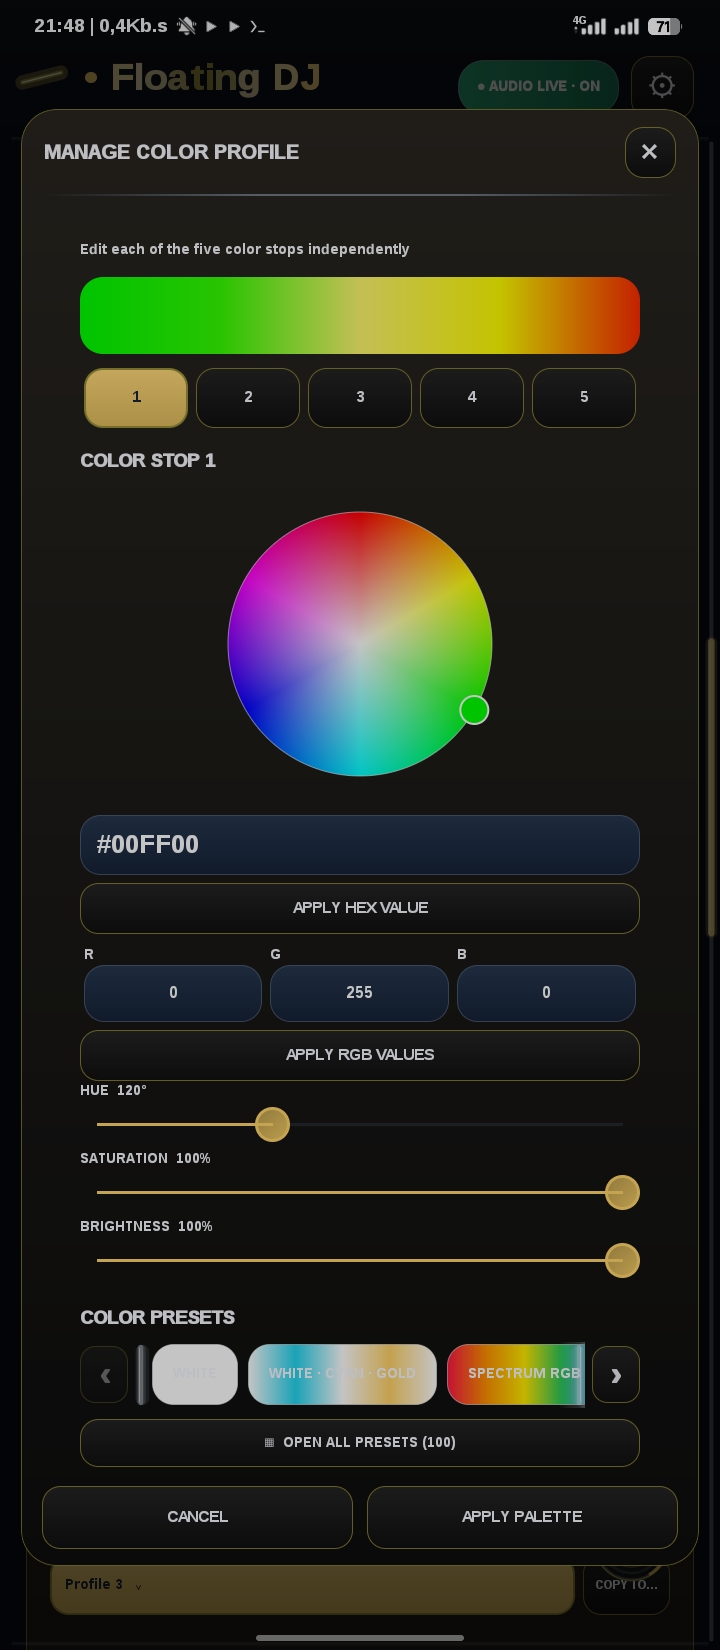 21:48 | 0,4Kb.s
4G
71
• Floating DJ
• AUDIO LIVE · ON
MANAGE COLOR PROFILE
✕
Edit each of the five color stops independently
1 2 3 4 5
COLOR STOP 1
#00FF00
APPLY HEX VALUE
R G B
0 255 0
APPLY RGB VALUES
HUE 120°
SATURATION 100%
BRIGHTNESS 100%
COLOR PRESETS
‹ WHITE WHITE · CYAN · GOLD SPECTRUM RGB ›
▦ OPEN ALL PRESETS (100)
CANCEL APPLY PALETTE
Profile 3 ⌄ COPY TO...